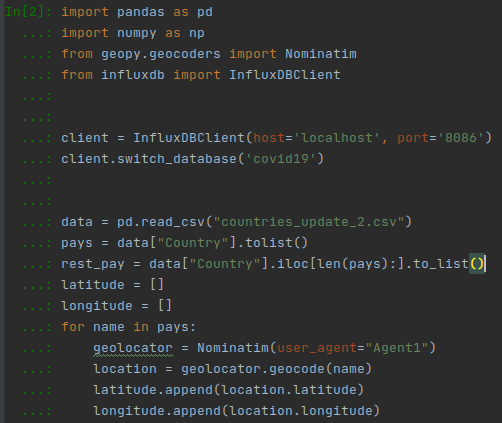 In[2]: import pandas as pd
...: import numpy as np
...: from geopy.geocoders import Nominatim
...: from influxdb import InfluxDBClient
...:
...:
...: client = InfluxDBClient(host='localhost', port='8086')
...: client.switch_database('covid19')
...:
...:
...: data = pd.read_csv("countries_update_2.csv")
...: pays = data["Country"].tolist()
...: rest_pay = data["Country"].iloc[len(pays):].to_list()
...: latitude = []
...: longitude = []
...: for name in pays:
...:     geolocator = Nominatim(user_agent="Agent1")
...:     location = geolocator.geocode(name)
...:     latitude.append(location.latitude)
...:     longitude.append(location.longitude)